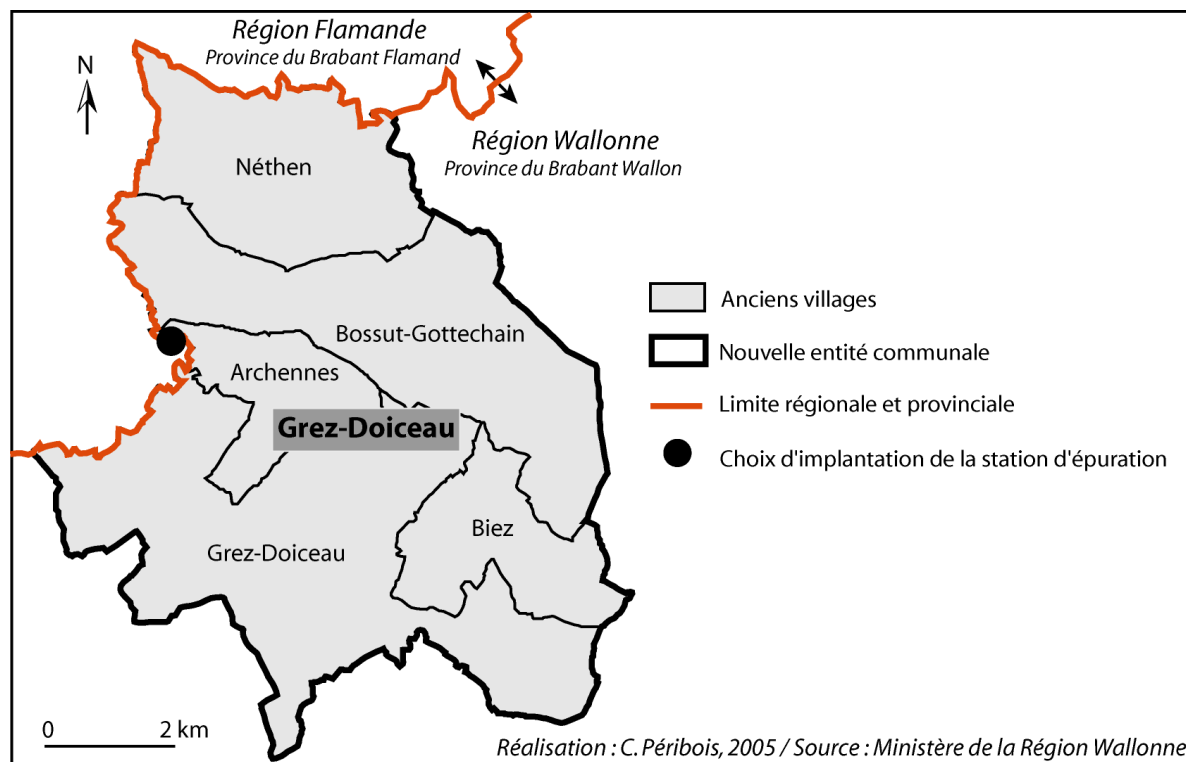 Région Flamande
Province du Brabant Flamand
N
Région Wallonne
Province du Brabant Wallon
Néthen
Bossut-Gottechain
Archennes
Grez-Doiceau
Biez
Grez-Doiceau
Anciens villages
Nouvelle entité communale
Limite régionale et provinciale
Choix d'implantation de la station d'épuration
0 2 km
Réalisation : C. Péribois, 2005 / Source : Ministère de la Région Wallonne